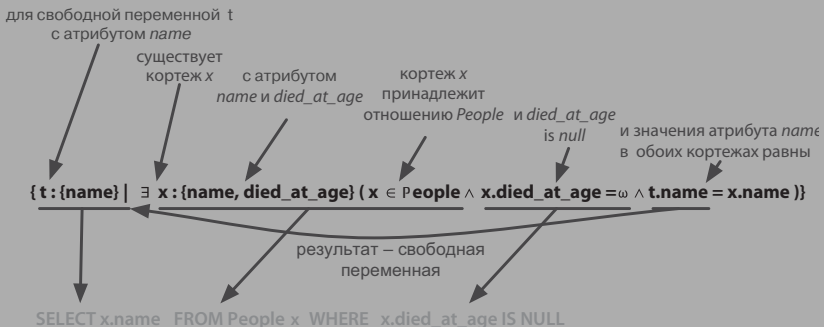 для свободной переменной t
с атрибутом name
существует
кортеж x
с атрибутом
name и died_at_age
кортеж x
принадлежит
отношению People
и died_at_age
is null
и значения атрибута name
в обоих кортежах равны
{ t : {name} | ∃ x : {name, died_at_age} ( x ∈ People ∧ x.died_at_age = ω ∧ t.name = x.name )}
результат – свободная
переменная
SELECT x.name FROM People x WHERE x.died_at_age IS NULL